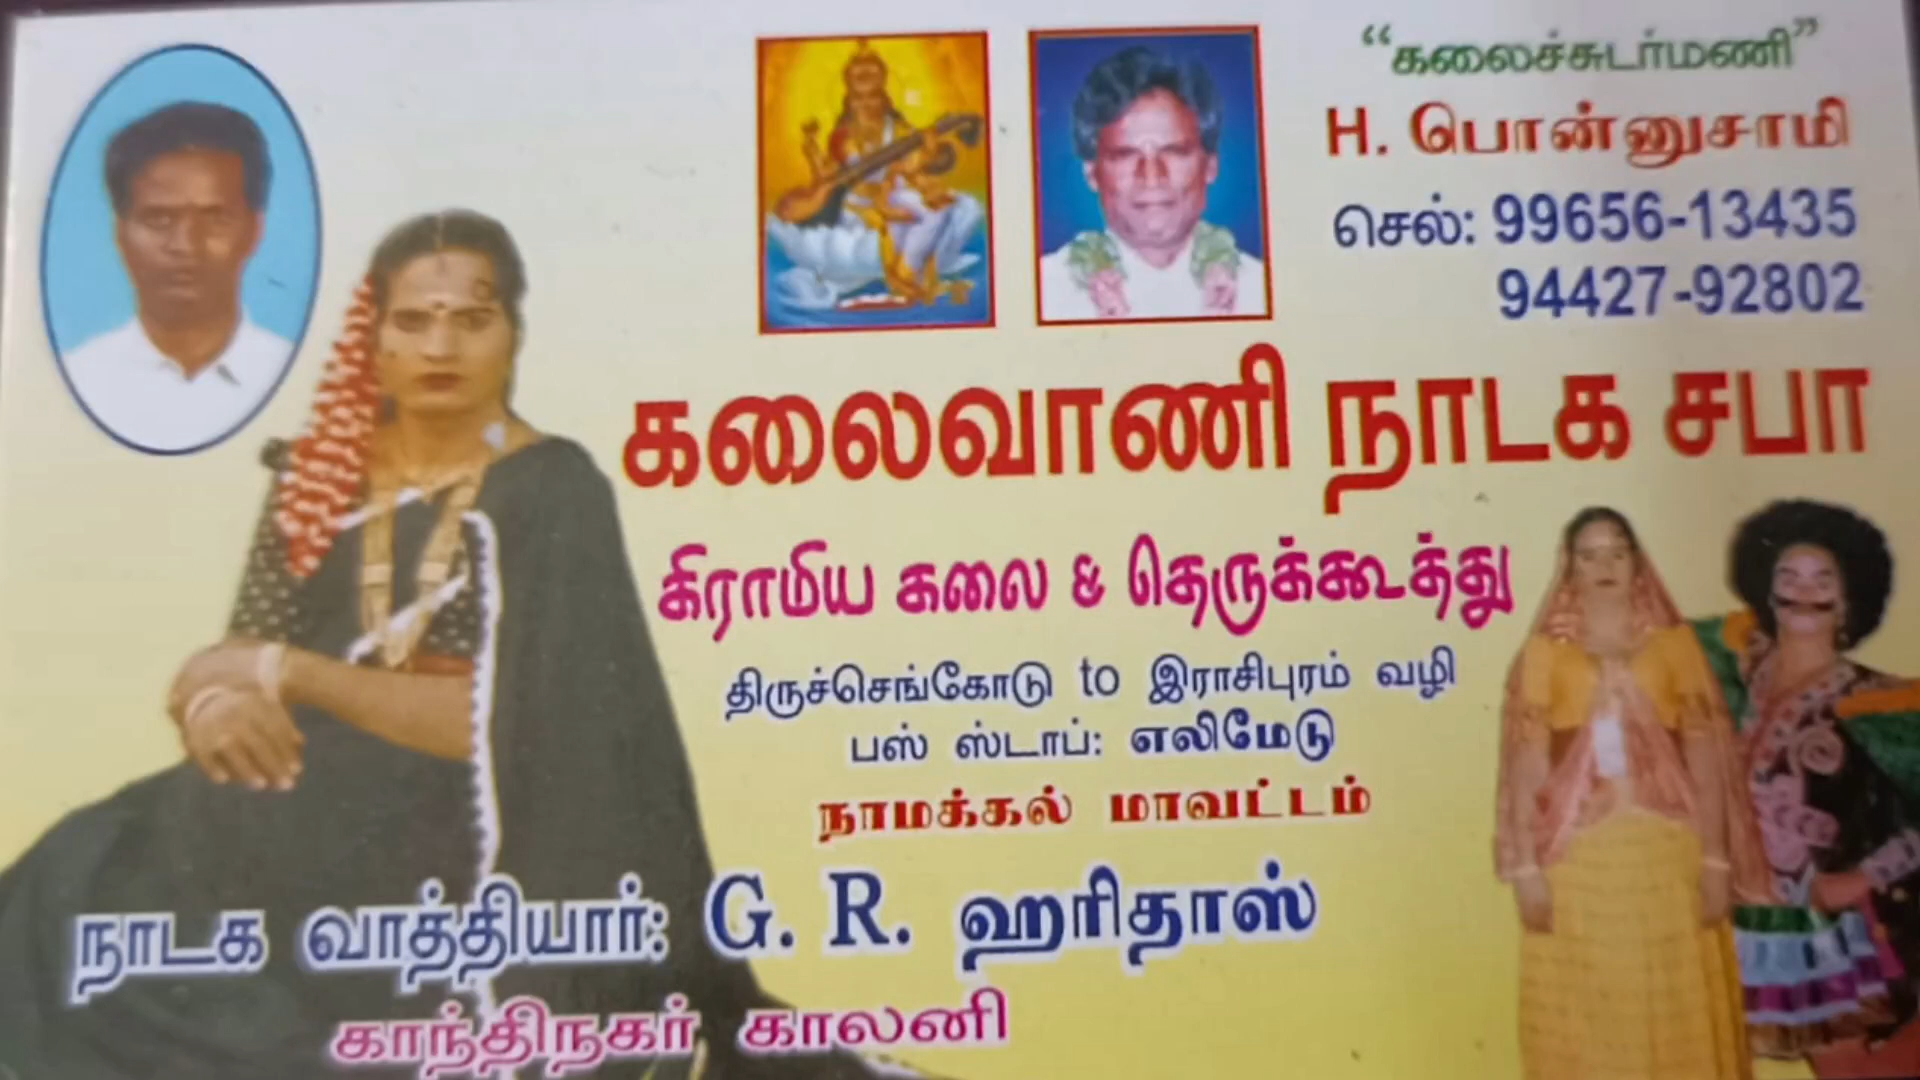 “கலைச்சுடர்மணி”
H. பொன்னுசாமி
செல்: 99656-13435
94427-92802
கலைவாணி நாடக சபா
கிராமிய கலை & தெருக்கூத்து
திருச்செங்கோடு to இராசிபுரம் வழி
பஸ் ஸ்டாப்: எலிமேடு
நாமக்கல் மாவட்டம்
நாடக வாத்தியார்: G. R. ஹரிதாஸ்
காந்திநகர் காலனி